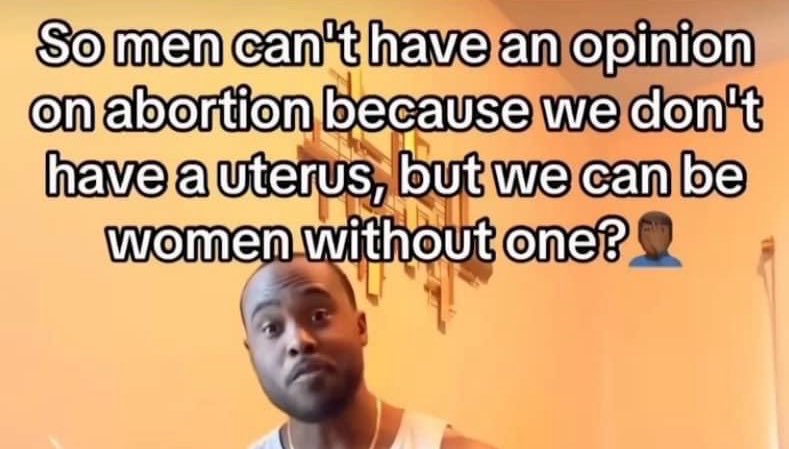 So men can't have an opinion
on abortion because we don't
have a uterus, but we can be
women without one?🤦🏾‍♂️